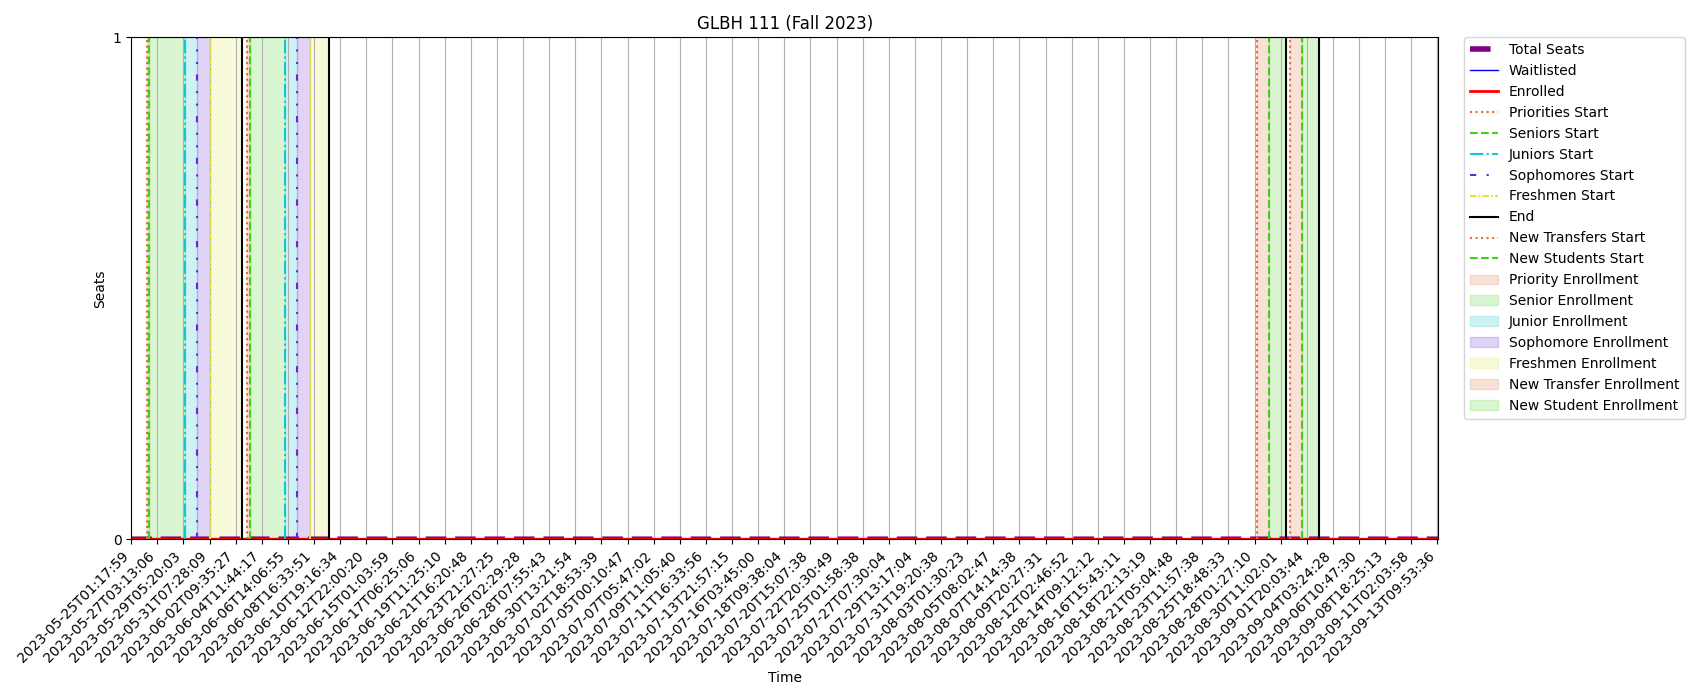 GLBH 111 (Fall 2023)
1
0
Seats
2023-05-25T01:17:59
2023-05-27T03:13:06
2023-05-29T05:20:03
2023-05-31T07:28:09
2023-06-02T09:35:27
2023-06-04T11:44:17
2023-06-06T14:06:55
2023-06-08T16:33:51
2023-06-10T19:16:34
2023-06-12T22:00:20
2023-06-15T01:03:59
2023-06-17T06:25:06
2023-06-19T11:25:10
2023-06-21T16:20:48
2023-06-23T21:27:25
2023-06-26T02:29:28
2023-06-28T07:55:43
2023-06-30T13:21:54
2023-07-02T18:53:39
2023-07-05T00:10:47
2023-07-07T05:47:02
2023-07-09T11:05:40
2023-07-11T16:33:56
2023-07-13T21:57:15
2023-07-16T03:45:00
2023-07-18T09:38:04
2023-07-20T15:07:38
2023-07-22T20:30:49
2023-07-25T01:58:38
2023-07-27T07:30:04
2023-07-29T13:17:04
2023-07-31T19:20:38
2023-08-03T01:30:23
2023-08-05T08:02:47
2023-08-07T14:14:38
2023-08-09T20:27:31
2023-08-12T02:46:52
2023-08-14T09:12:12
2023-08-16T15:43:11
2023-08-18T22:13:19
2023-08-21T05:04:48
2023-08-23T11:57:38
2023-08-25T18:48:33
2023-08-28T01:27:10
2023-08-30T11:02:01
2023-09-01T20:03:44
2023-09-04T03:24:28
2023-09-06T10:47:30
2023-09-08T18:25:13
2023-09-11T02:03:58
2023-09-13T09:53:36
Time
Total Seats
Waitlisted
Enrolled
Priorities Start
Seniors Start
Juniors Start
Sophomores Start
Freshmen Start
End
New Transfers Start
New Students Start
Priority Enrollment
Senior Enrollment
Junior Enrollment
Sophomore Enrollment
Freshmen Enrollment
New Transfer Enrollment
New Student Enrollment